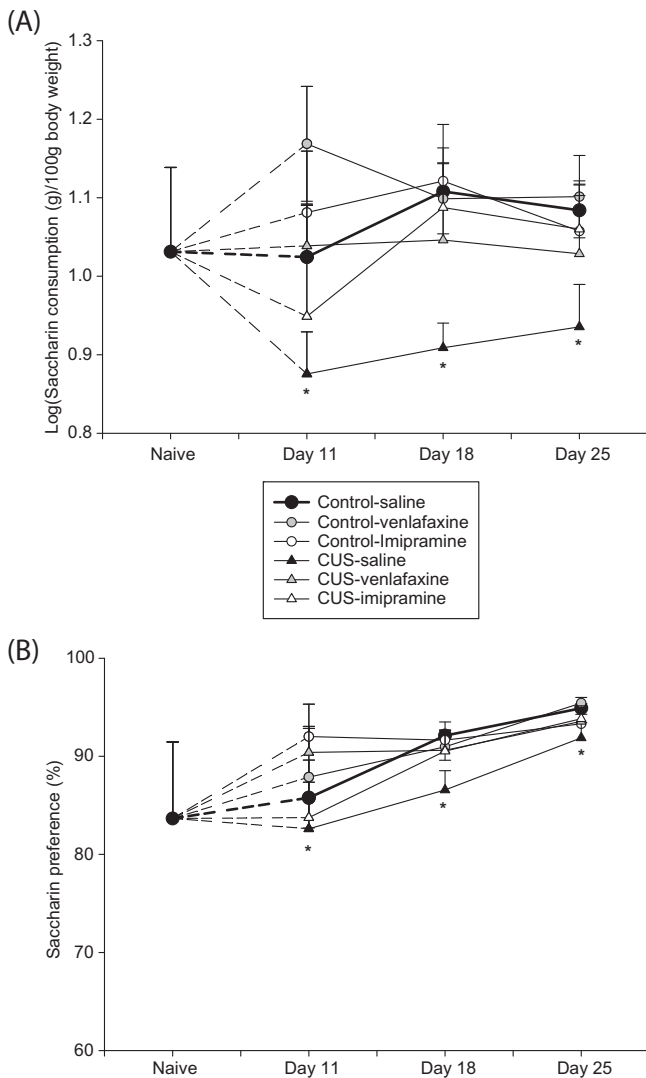 (A)
Log(Saccharin consumption (g)/100g body weight)
1.3
1.2
1.1
1.0
0.9
0.8
*
*
*
Naive Day 11 Day 18 Day 25
Control-saline
Control-venlafaxine
Control-Imipramine
CUS-saline
CUS-venlafaxine
CUS-imipramine
(B)
Saccharin preference (%)
100
90
80
70
60
*
*
*
Naive Day 11 Day 18 Day 25